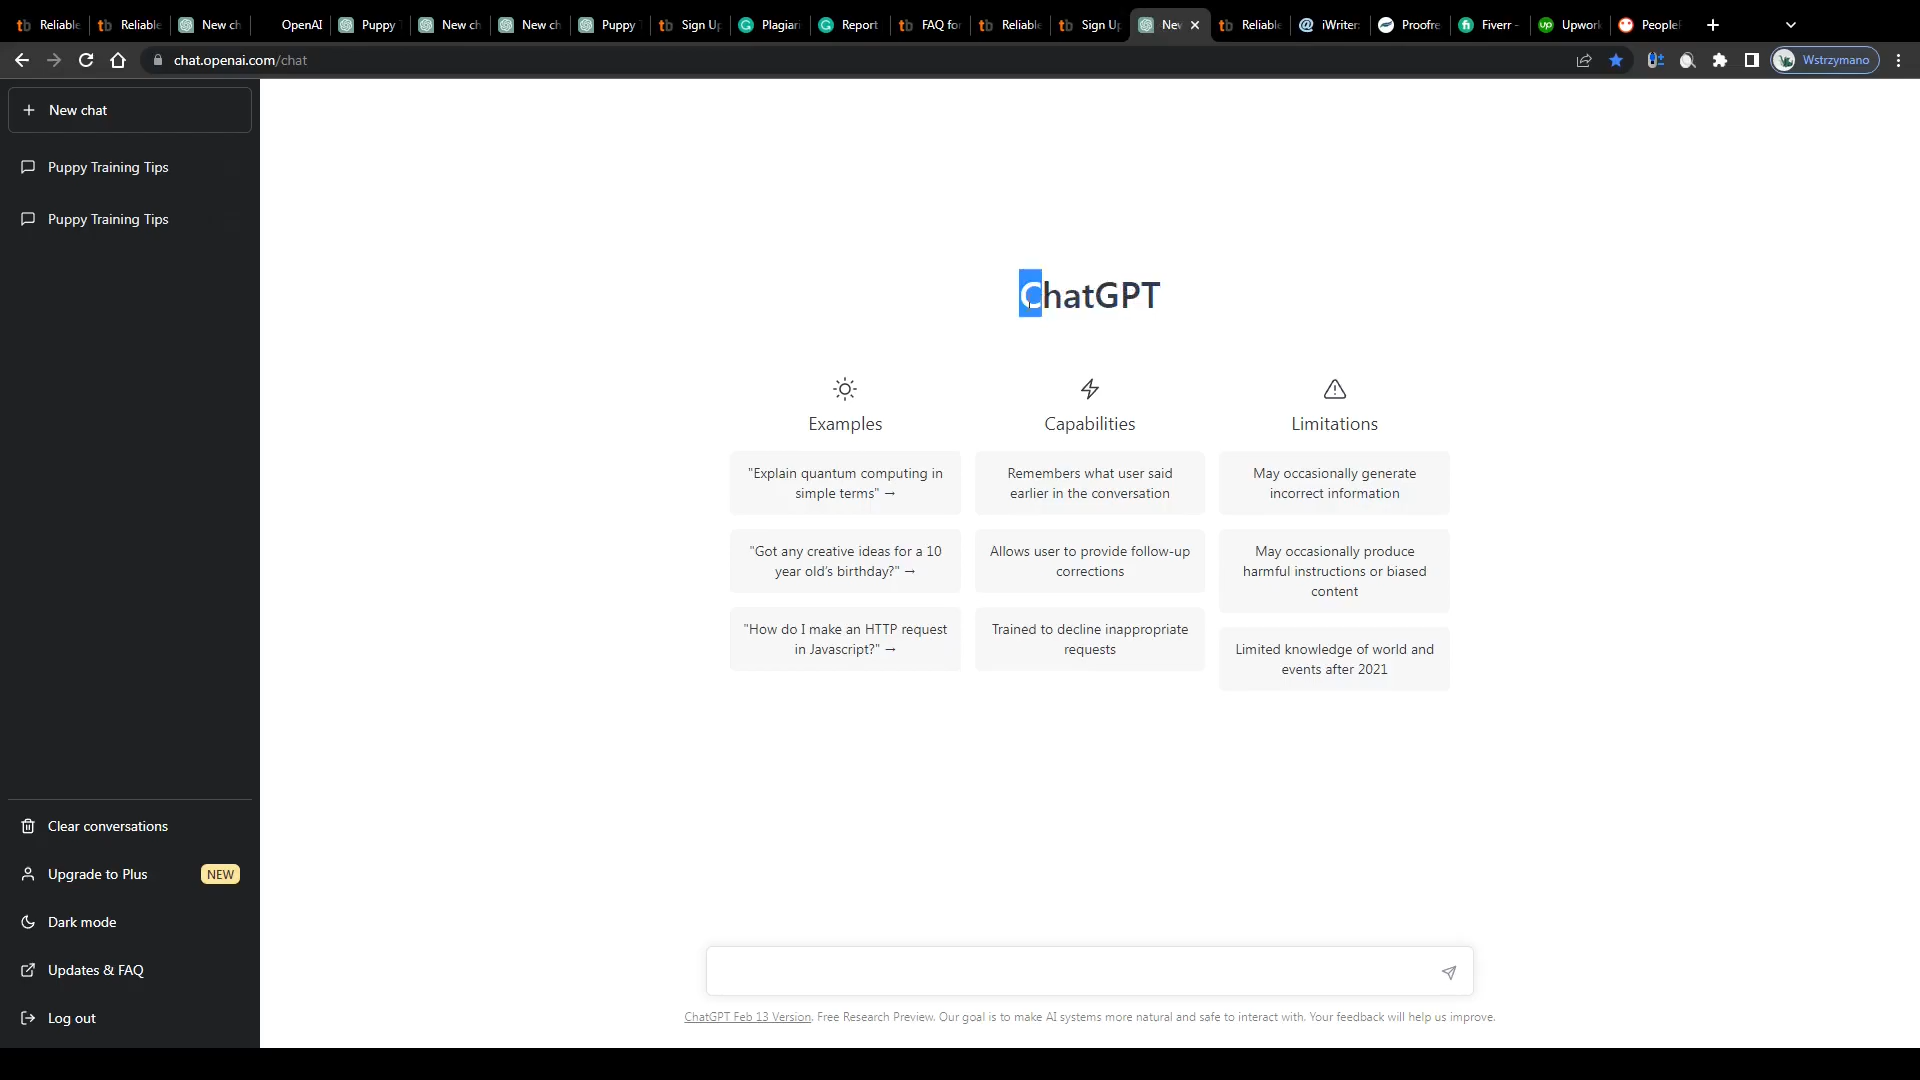 Reliable
Reliable
New ch
OpenAI
Puppy
New ch
New ch
Puppy
Sign Up
Plagiari
Report
FAQ for
Reliable
Sign Up
New
Reliable
iWriter:
Proofre
Fiverr -
Upwork
PeopleP
chat.openai.com/chat
Wstrzymano
New chat
Puppy Training Tips
Puppy Training Tips
ChatGPT
Examples
Capabilities
Limitations
"Explain quantum computing in
simple terms" →
Remembers what user said
earlier in the conversation
May occasionally generate
incorrect information
"Got any creative ideas for a 10
year old's birthday?" →
Allows user to provide follow-up
corrections
May occasionally produce
harmful instructions or biased
content
"How do I make an HTTP request
in Javascript?" →
Trained to decline inappropriate
requests
Limited knowledge of world and
events after 2021
Clear conversations
Upgrade to Plus NEW
Dark mode
Updates & FAQ
Log out
ChatGPT Feb 13 Version. Free Research Preview. Our goal is to make AI systems more natural and safe to interact with. Your feedback will help us improve.